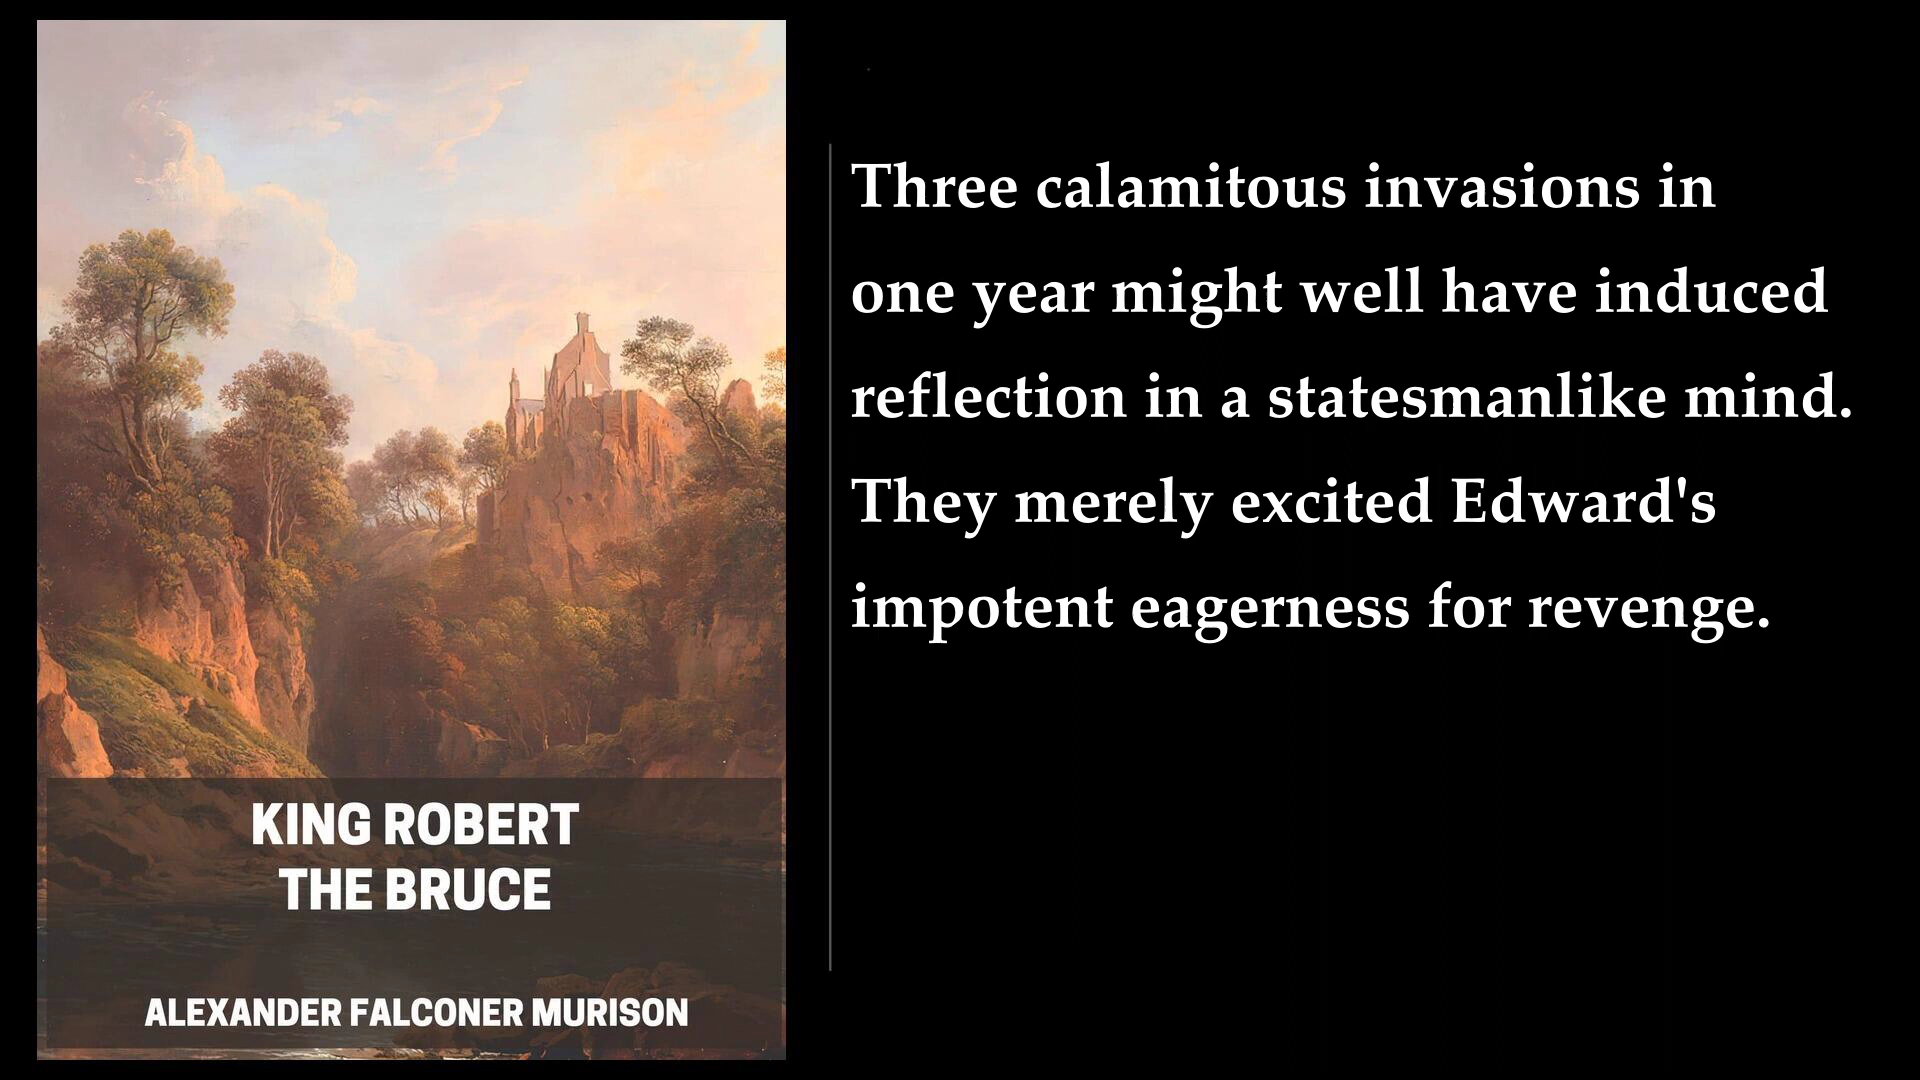 Three calamitous invasions in
one year might well have induced
reflection in a statesmanlike mind.
They merely excited Edward's
impotent eagerness for revenge.
KING ROBERT
THE BRUCE
ALEXANDER FALCONER MURISON